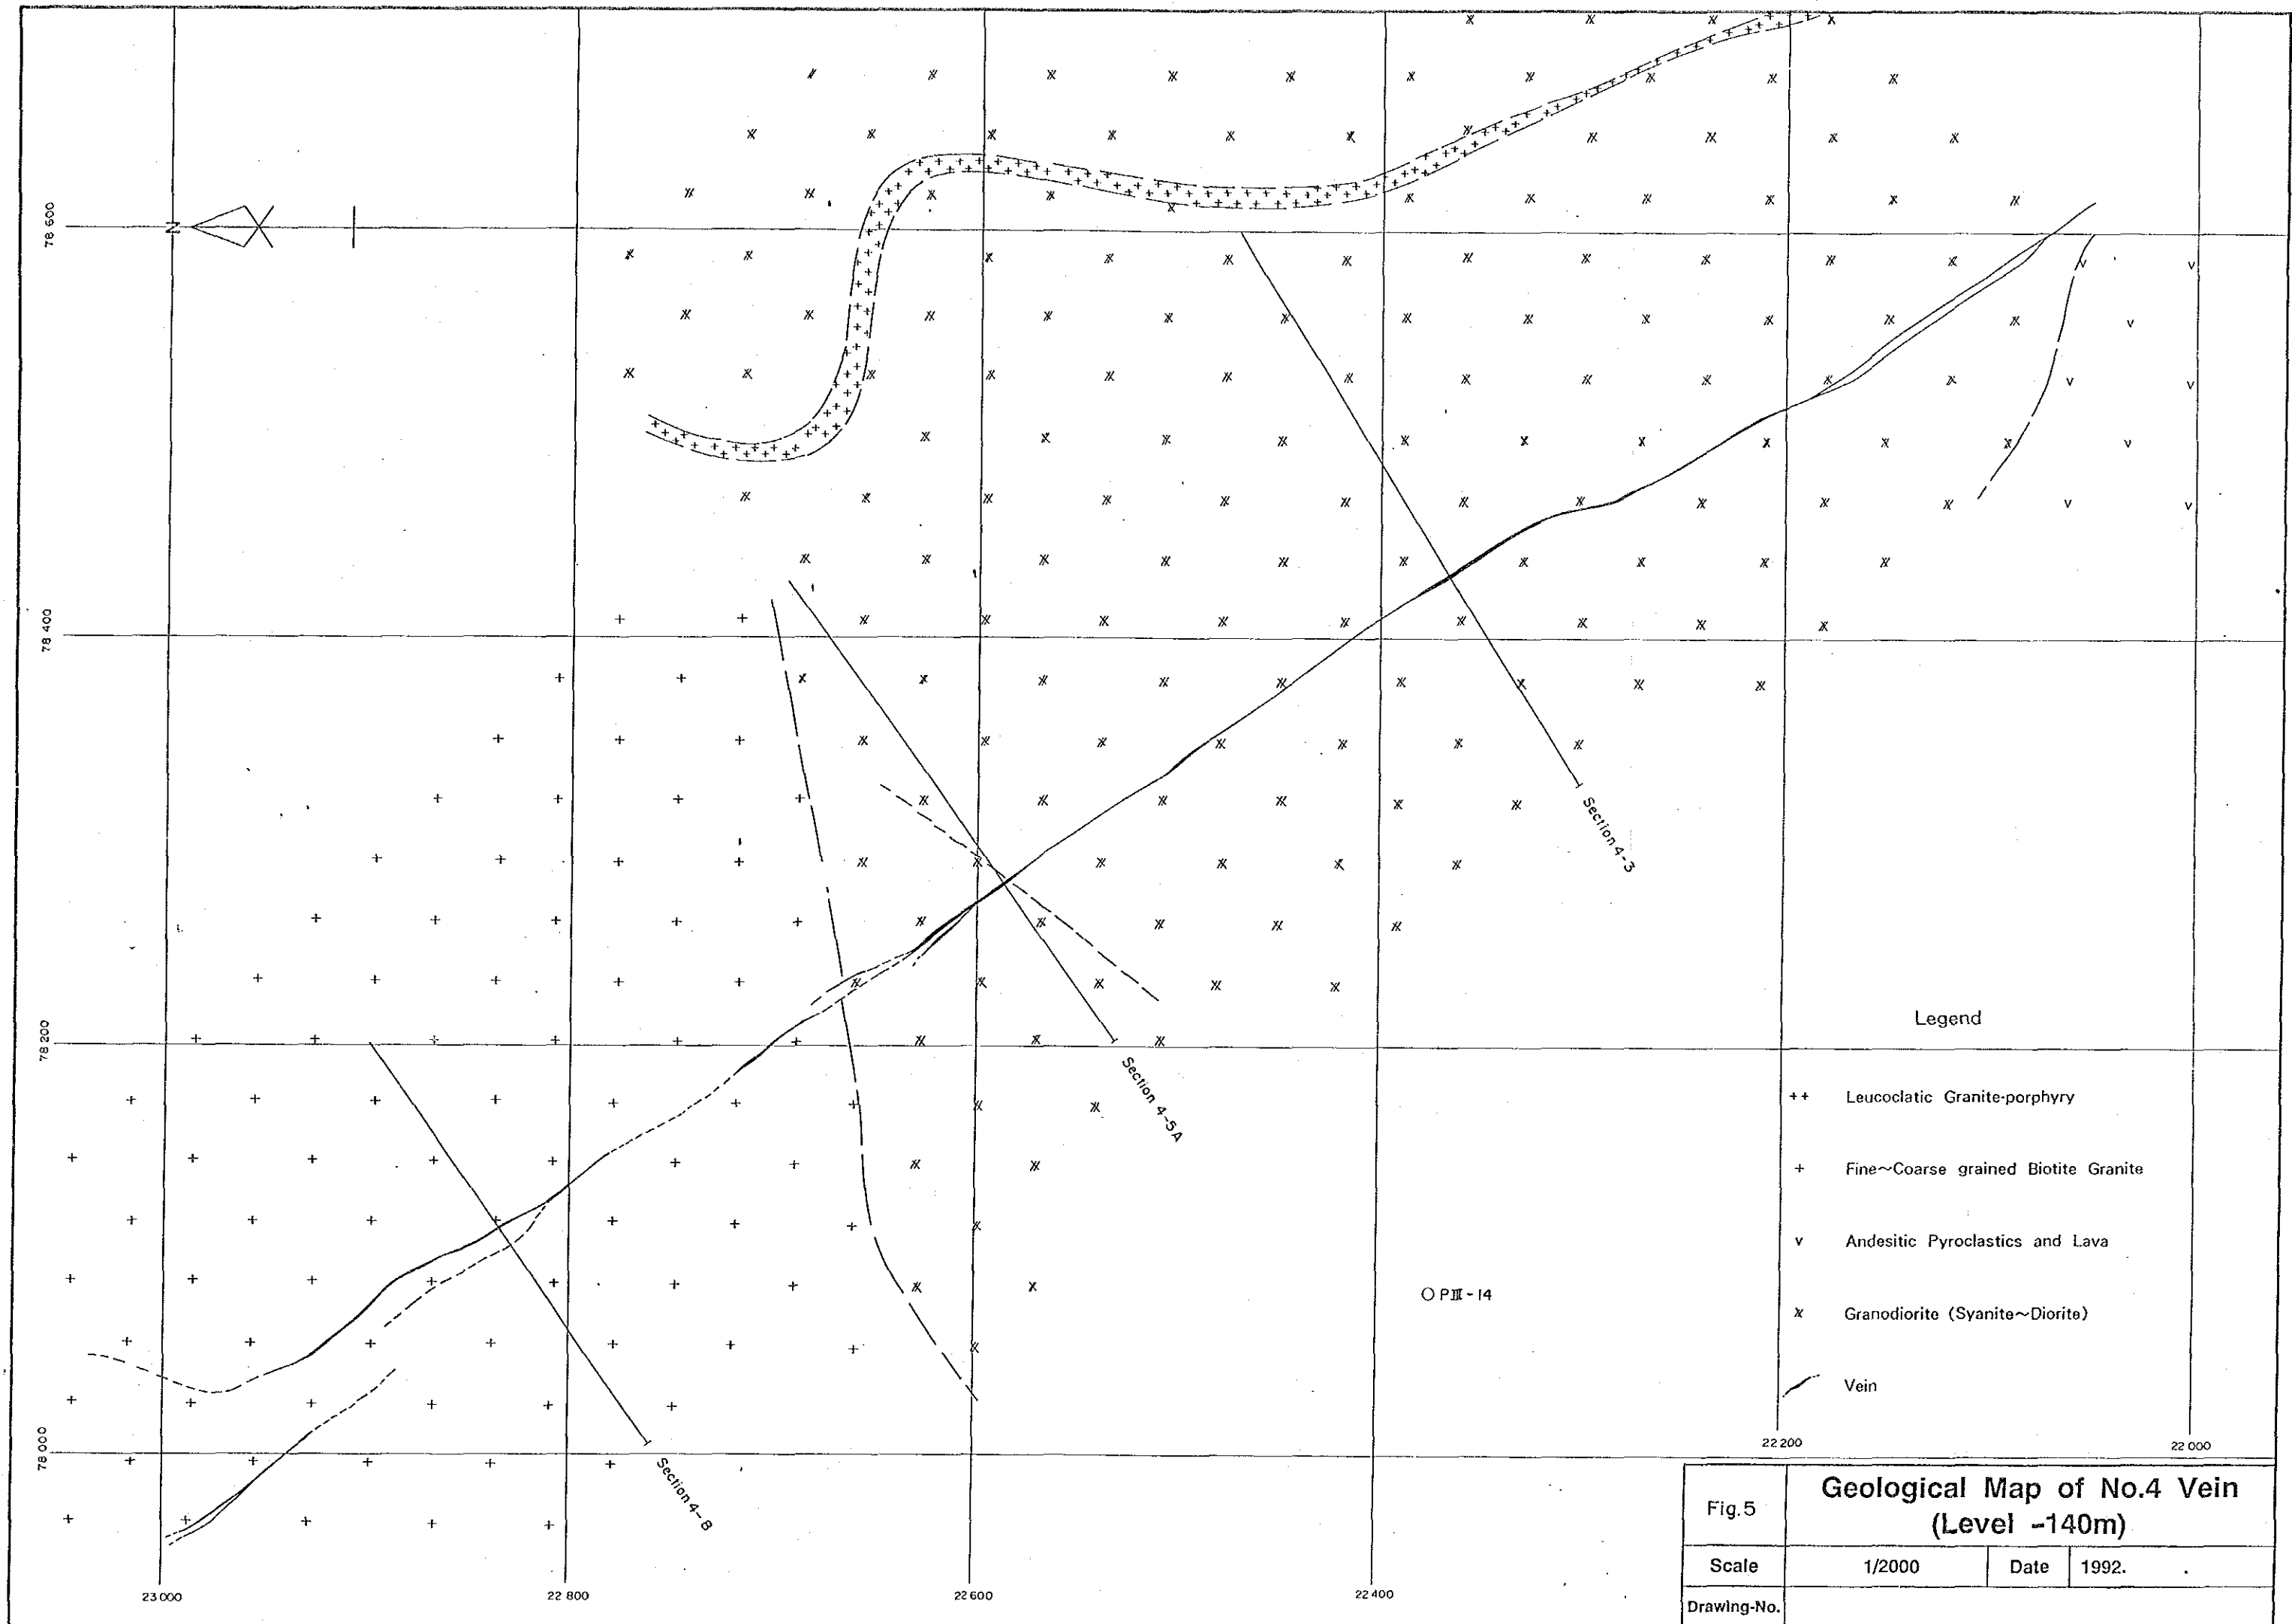 78 600
N
78 400
78 200
78 000
Section 4-3
Section 4-5A
Section 4-8
O PⅢ-14
Legend
++ Leucoclatic Granite-porphyry
+ Fine~Coarse grained Biotite Granite
v Andesitic Pyroclastics and Lava
x Granodiorite (Syanite~Diorite)
Vein
23 000
22 800
22 600
22 400
22 200
22 000
Fig.5
Geological Map of No.4 Vein
(Level -140m)
Scale 1/2000 Date 1992. .
Drawing-No.